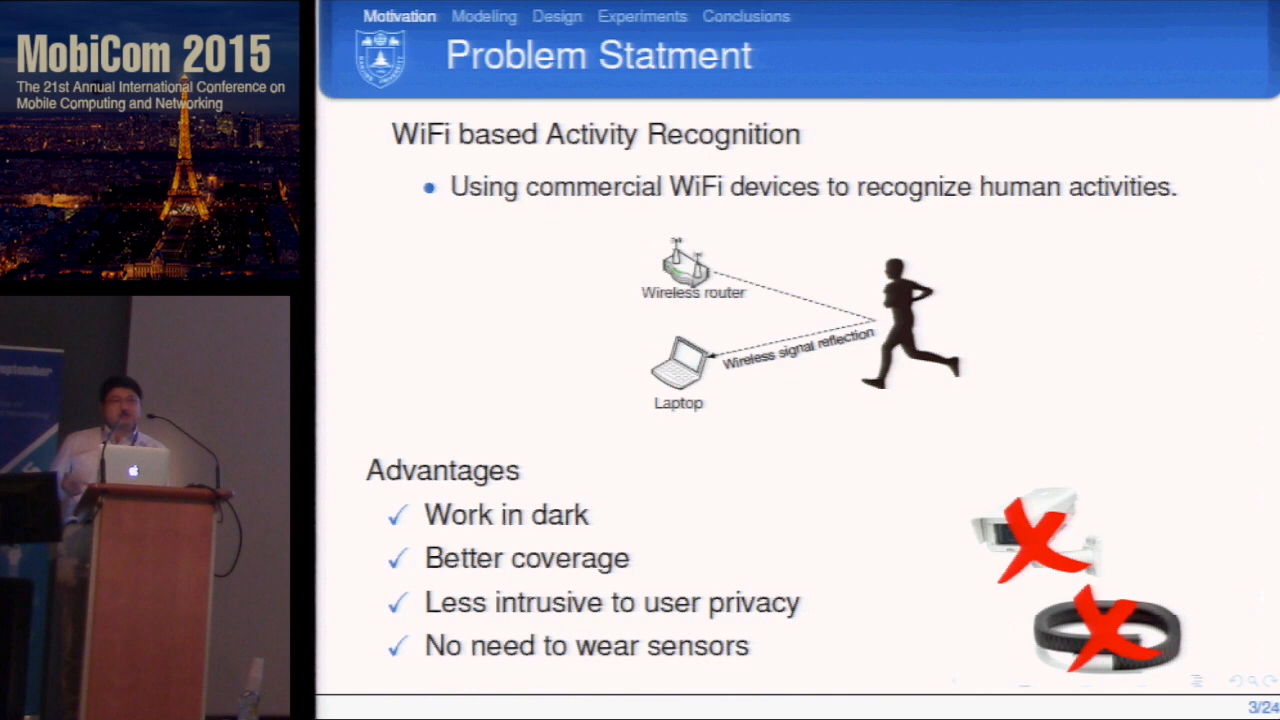 MobiCom 2015
The 21st Annual International Conference on
Mobile Computing and Networking
eptember
Motivation Modeling Design Experiments Conclusions
Problem Statment
WiFi based Activity Recognition
Using commercial WiFi devices to recognize human activities.
Wireless router
Wireless signal reflection
Laptop
Advantages
✓ Work in dark
✓ Better coverage
✓ Less intrusive to user privacy
✓ No need to wear sensors
3/24